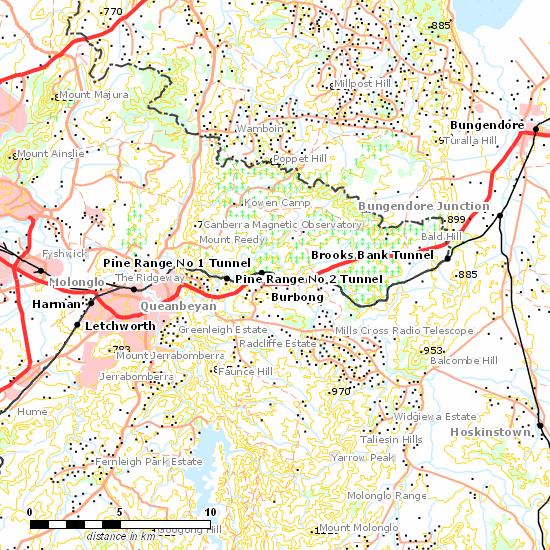 770
885
Mount Majura
Millpost Hill
Bungendore
Wamboin
Turalla Hill
Mount Ainslie
Poppet Hill
Kowen Camp
Bungendore Junction
899
Canberra Magnetic Observatory
Bald Hill
Mount Reedy
Fyshwick
Brooks Bank Tunnel
Pine Range No 1 Tunnel
885
Molonglo
The Ridgeway
Pine Range No 2 Tunnel
Harman
Queanbeyan
Burbong
Letchworth
Greenleigh Estate
Mills Cross Radio Telescope
783
Radcliffe Estate
953
Mount Jerrabomberra
Balcombe Hill
Jerrabomberra
Faunce Hill
970
Hume
Widgiewa Estate
Hoskinstown
Taliesin Hills
Fernleigh Park Estate
Yarrow Peak
Molonglo Range
0 5 10
Googong Hill
Mount Molonglo
distance in km